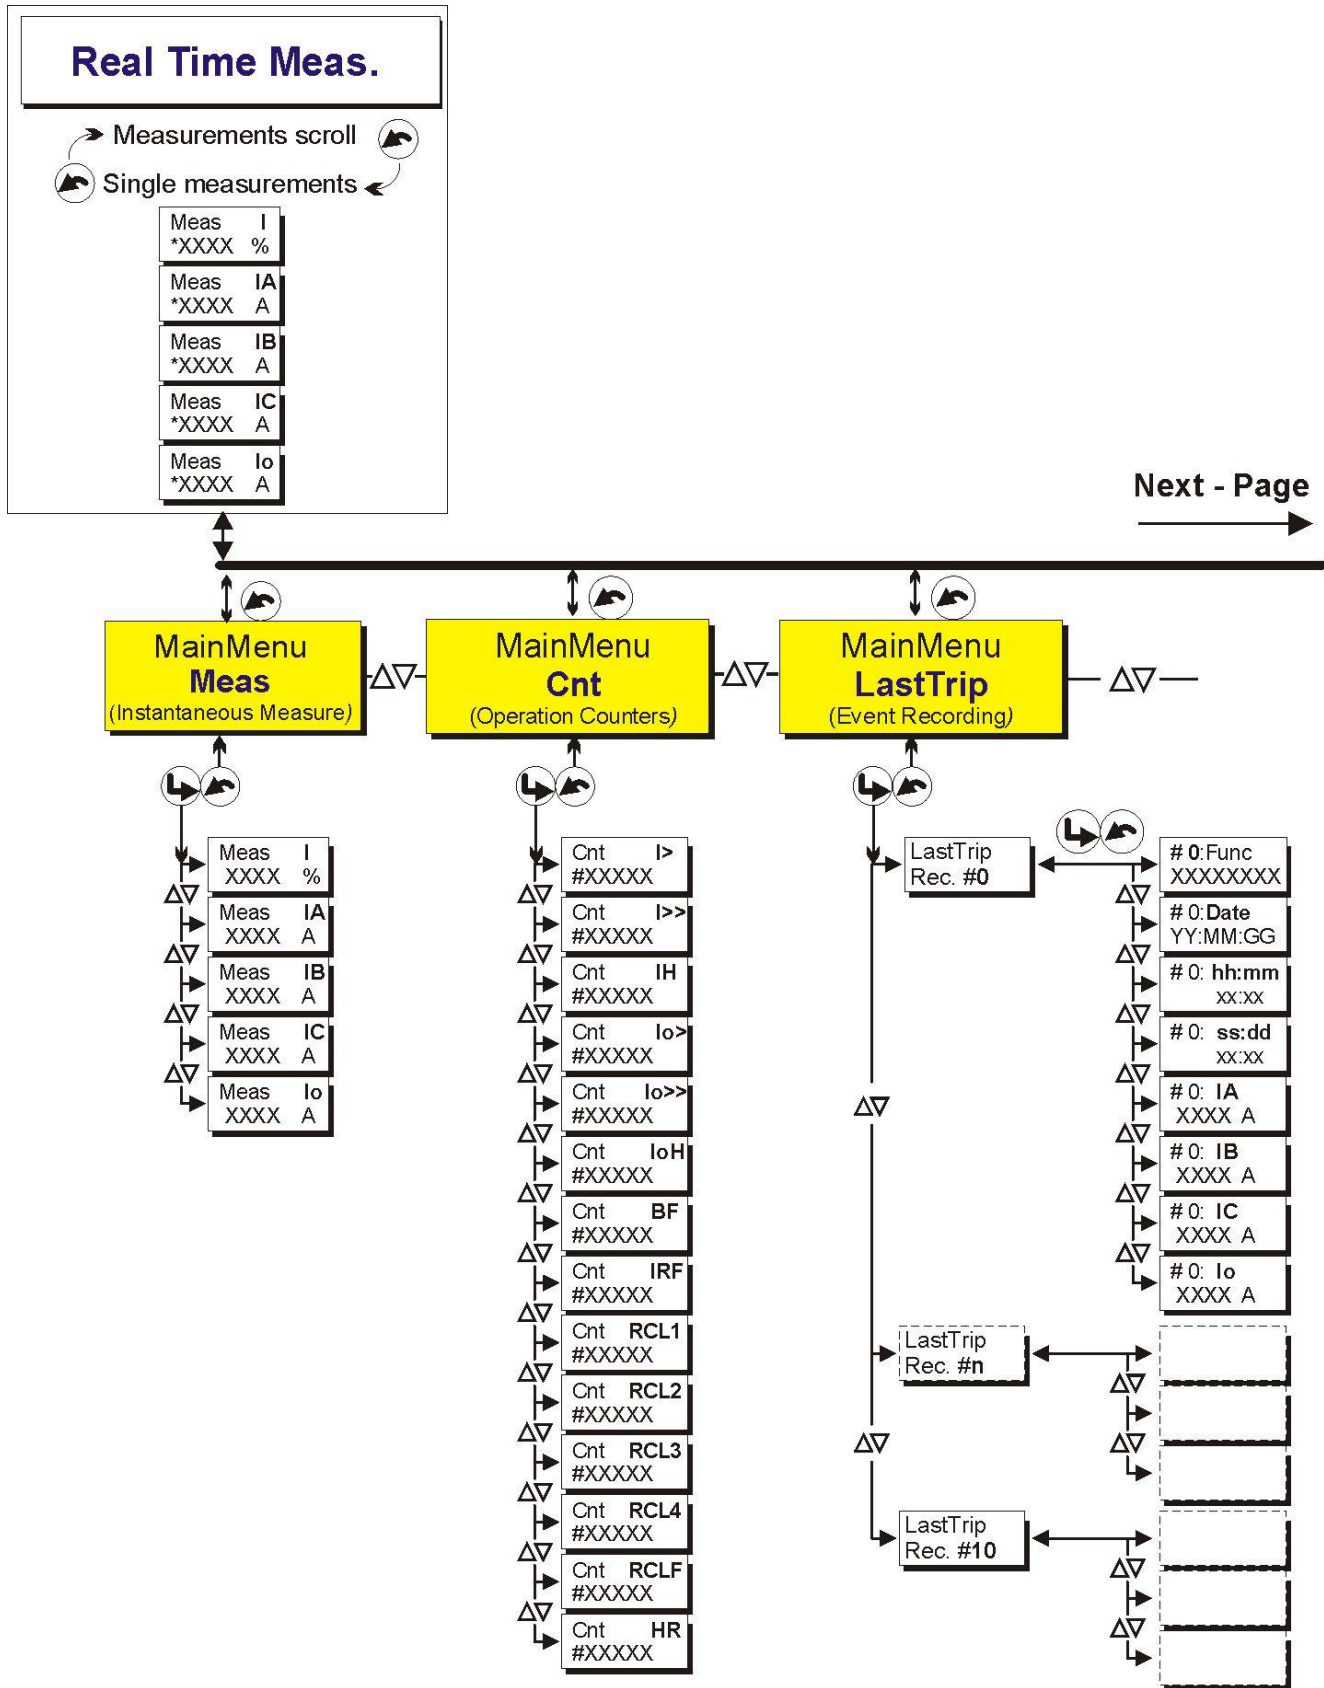 Real Time Meas.
Measurements scroll
Single measurements
Meas I
*XXXX %
Meas IA
*XXXX A
Meas IB
*XXXX A
Meas IC
*XXXX A
Meas Io
*XXXX A
Next - Page
MainMenu
Meas
(Instantaneous Measure)
MainMenu
Cnt
(Operation Counters)
MainMenu
LastTrip
(Event Recording)
Meas I
XXXX %
Meas IA
XXXX A
Meas IB
XXXX A
Meas IC
XXXX A
Meas Io
XXXX A
Cnt I>
#XXXXX
Cnt I>>
#XXXXX
Cnt IH
#XXXXX
Cnt Io>
#XXXXX
Cnt Io>>
#XXXXX
Cnt IoH
#XXXXX
Cnt BF
#XXXXX
Cnt IRF
#XXXXX
Cnt RCL1
#XXXXX
Cnt RCL2
#XXXXX
Cnt RCL3
#XXXXX
Cnt RCL4
#XXXXX
Cnt RCLF
#XXXXX
Cnt HR
#XXXXX
LastTrip
Rec. #0
# 0:Func
XXXXXXXX
# 0:Date
YY:MM:GG
# 0: hh:mm
xx:xx
# 0: ss:dd
xx:xx
# 0: IA
XXXX A
# 0: IB
XXXX A
# 0: IC
XXXX A
# 0: Io
XXXX A
LastTrip
Rec. #n
LastTrip
Rec. #10